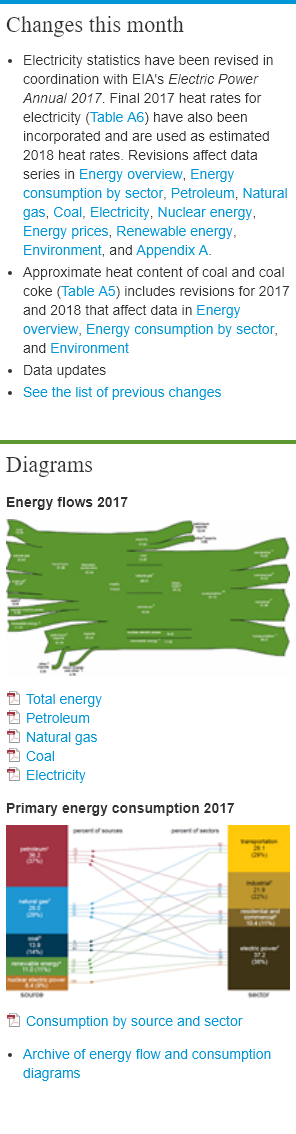 Changes this month
Electricity statistics have been revised in
coordination with EIA's Electric Power
Annual 2017. Final 2017 heat rates for
electricity (Table A6) have also been
incorporated and are used as estimated
2018 heat rates. Revisions affect data
series in Energy overview, Energy
consumption by sector, Petroleum, Natural
gas, Coal, Electricity, Nuclear energy,
Energy prices, Renewable energy,
Environment, and Appendix A.
Approximate heat content of coal and coal
coke (Table A5) includes revisions for 2017
and 2018 that affect data in Energy
overview, Energy consumption by sector,
and Environment
Data updates
See the list of previous changes
Diagrams
Energy flows 2017
Total energy
Petroleum
Natural gas
Coal
Electricity
Primary energy consumption 2017
percent of sources
percent of sectors
petroleum
36.2
(37%)
natural gas
28.0
(29%)
coal
13.9
(14%)
renewable energy
11.0 (11%)
nuclear electric power
8.4 (9%)
source
transportation
28.1
(29%)
industrial
21.9
(22%)
residential and
commercial
10.4 (11%)
electric power
37.2
(38%)
sector
Consumption by source and sector
Archive of energy flow and consumption
diagrams